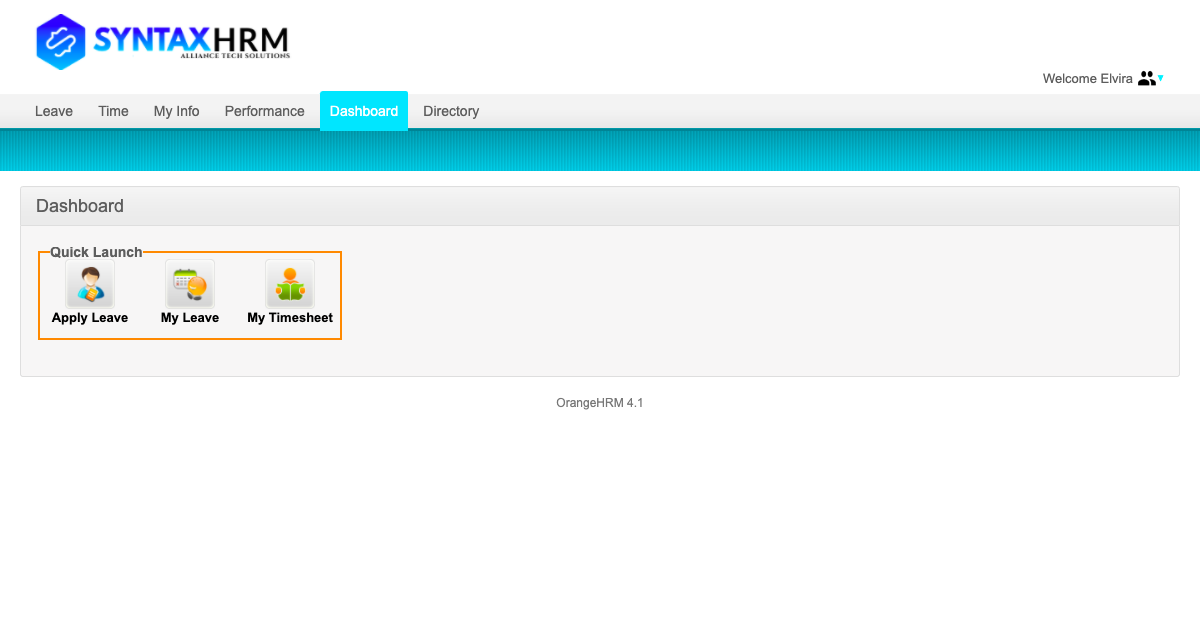 SYNTAXHRM
ALLIANCE TECH SOLUTIONS
Welcome Elvira
Leave Time My Info Performance Dashboard Directory
Dashboard
Quick Launch
Apply Leave My Leave My Timesheet
OrangeHRM 4.1